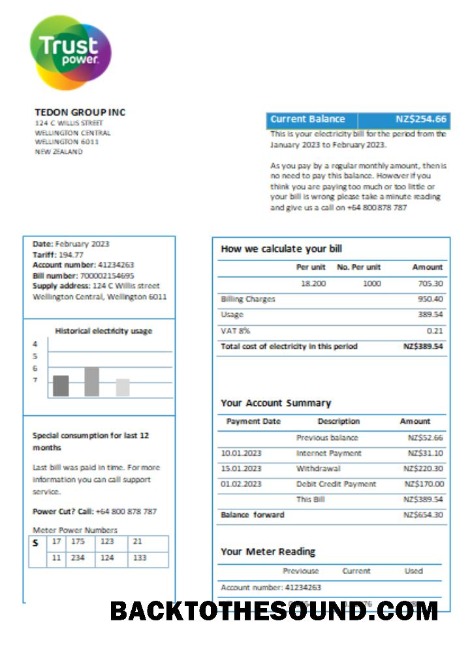 Trust
power.
TEDON GROUP INC
124 C WILLIS STREET
WELLINGTON CENTRAL
WELLINGTON 6011
NEW ZEALAND
Current Balance NZ$254.66
This is your electricity bill for the period from the
January 2023 to February 2023.
As you pay by a regular monthly amount, then is
no need to pay this balance. However if you
think you are paying too much or too little or
your bill is wrong please take a minute reading
and give us a call on +64 800 878 787
Date: February 2023
Tariff: 194.77
Account number: 41234263
Bill number: 700002154695
Supply address: 124 C Willis street
Wellington Central, Wellington 6011
Historical electricity usage
4
5
6
7
Special consumption for last 12
months
Last bill was paid in time. For more
information you can call support
service.
Power Cut? Call: +64 800 878 787
Meter Power Numbers
S 17 175 123 21
11 234 124 133
How we calculate your bill
Per unit No. Per unit Amount
18.200 1000 705.30
Billing Charges 950.40
Usage 389.54
VAT 8% 0.21
Total cost of electricity in this period NZ$389.54
Your Account Summary
Payment Date Description Amount
Previous balance NZ$52.66
10.01.2023 Internet Payment NZ$31.10
15.01.2023 Withdrawal NZ$220.30
01.02.2023 Debit Credit Payment NZ$170.00
This Bill NZ$389.54
Balance forward NZ$654.30
Your Meter Reading
Previouse Current Used
Account number: 41234263
BACKTOTHESOUND.COM